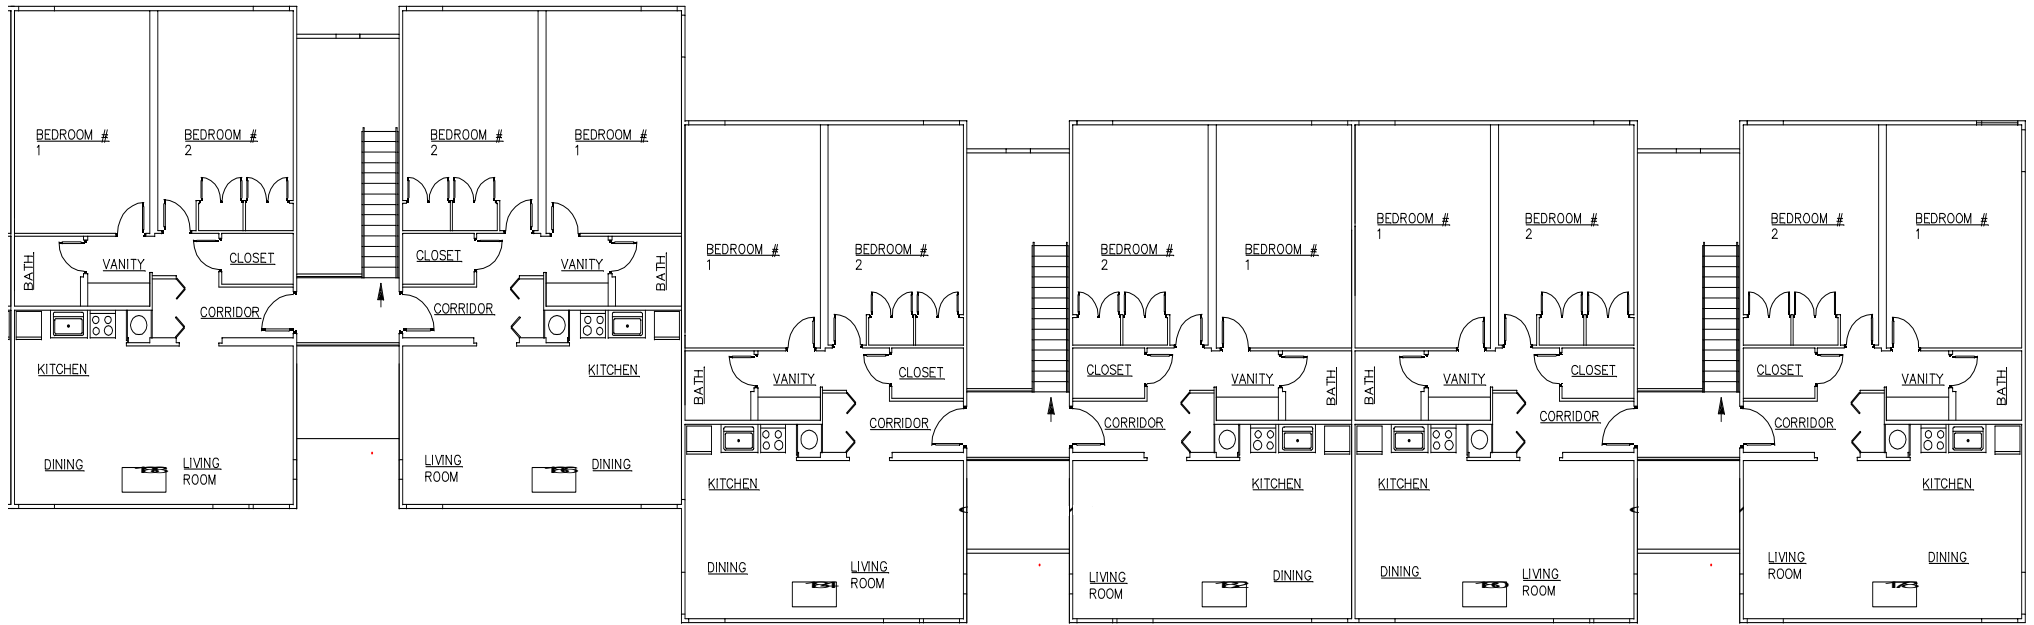 BEDROOM #
1
BEDROOM #
2
BEDROOM #
2
BEDROOM #
1
BATH
VANITY
CLOSET
CLOSET
VANITY
BATH
CORRIDOR
CORRIDOR
KITCHEN
KITCHEN
DINING
LIVING
ROOM
LIVING
ROOM
DINING
BEDROOM #
1
BEDROOM #
2
BEDROOM #
2
BEDROOM #
1
BEDROOM #
1
BEDROOM #
2
BEDROOM #
2
BEDROOM #
1
BATH
VANITY
CLOSET
CLOSET
VANITY
BATH
BATH
VANITY
CLOSET
CLOSET
VANITY
BATH
CORRIDOR
CORRIDOR
CORRIDOR
CORRIDOR
KITCHEN
KITCHEN
KITCHEN
KITCHEN
DINING
LIVING
ROOM
LIVING
ROOM
DINING
DINING
LIVING
ROOM
LIVING
ROOM
DINING